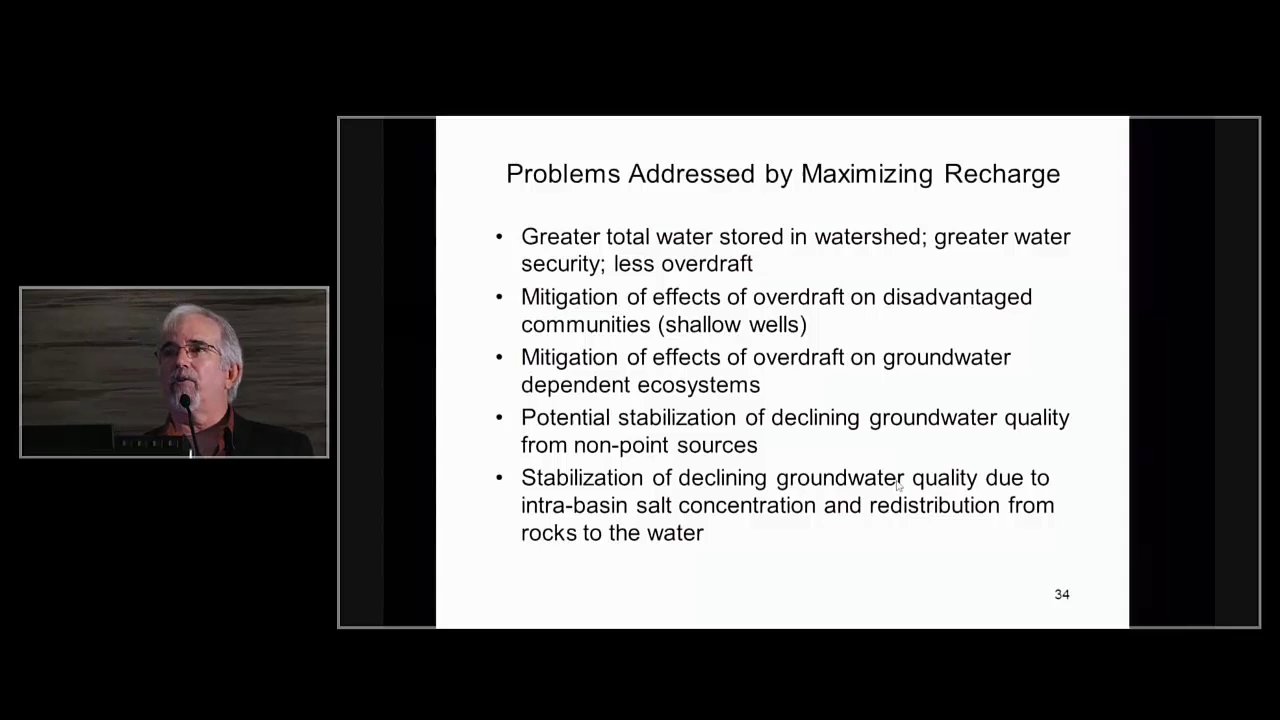 Problems Addressed by Maximizing Recharge
• Greater total water stored in watershed; greater water
security; less overdraft
• Mitigation of effects of overdraft on disadvantaged
communities (shallow wells)
• Mitigation of effects of overdraft on groundwater
dependent ecosystems
• Potential stabilization of declining groundwater quality
from non-point sources
• Stabilization of declining groundwater quality due to
intra-basin salt concentration and redistribution from
rocks to the water
34